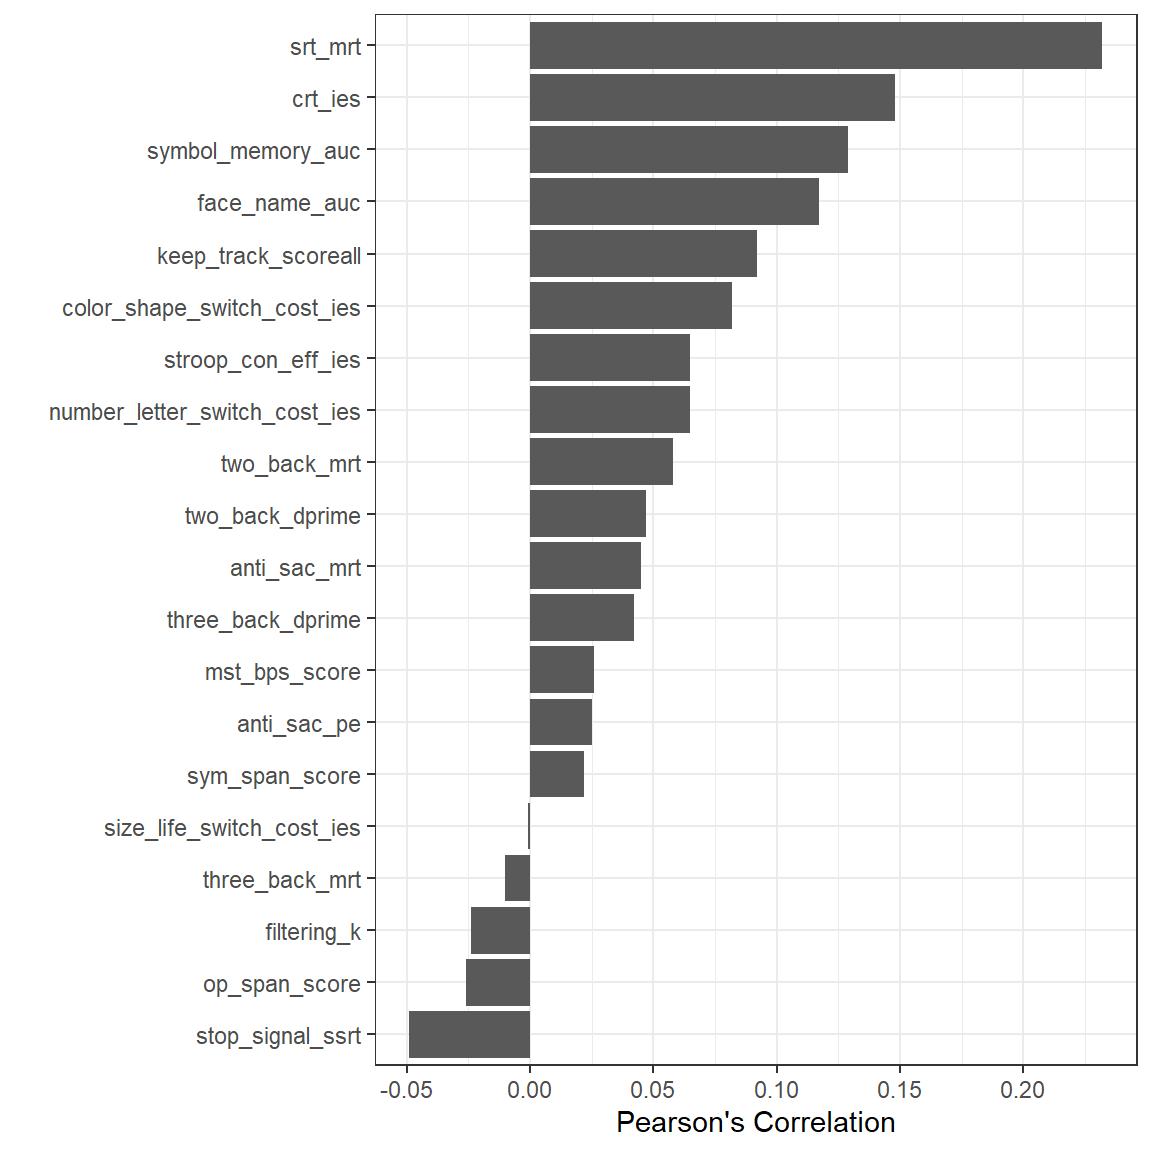 srt_mrt
crt_ies
symbol_memory_auc
face_name_auc
keep_track_scoreall
color_shape_switch_cost_ies
stroop_con_eff_ies
number_letter_switch_cost_ies
two_back_mrt
two_back_dprime
anti_sac_mrt
three_back_dprime
mst_bps_score
anti_sac_pe
sym_span_score
size_life_switch_cost_ies
three_back_mrt
filtering_k
op_span_score
stop_signal_ssrt
-0.05 0.00 0.05 0.10 0.15 0.20
Pearson's Correlation